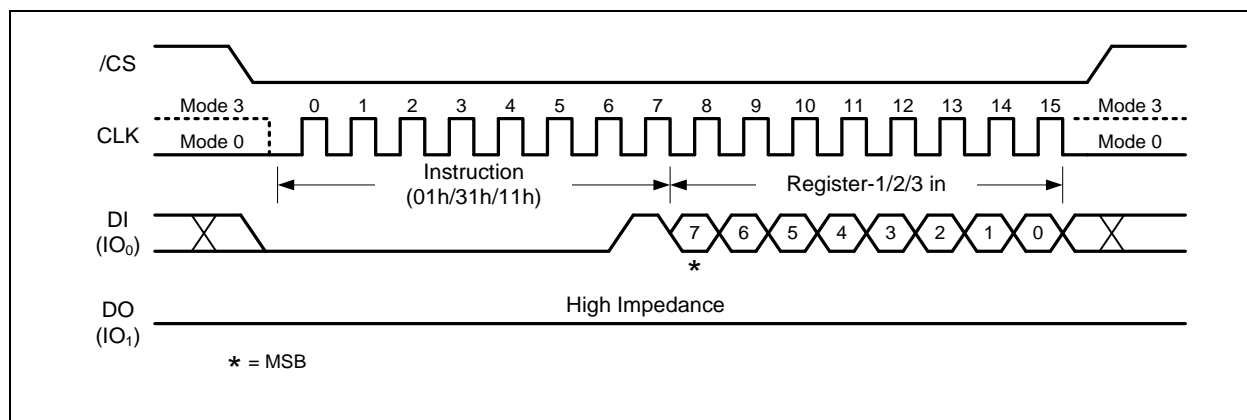 /CS
Mode 3 0 1 2 3 4 5 6 7 8 9 10 11 12 13 14 15 Mode 3
CLK Mode 0 Mode 0
Instruction
(01h/31h/11h)
Register-1/2/3 in
DI
(IO₀)
7 6 5 4 3 2 1 0
*
High Impedance
DO
(IO₁)
* = MSB